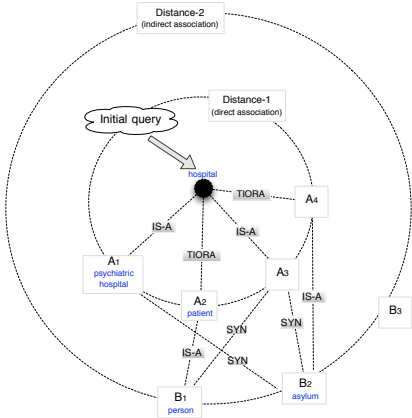 Distance-2
(indirect association)
Distance-1
(direct association)
Initial query
hospital
TIORA
A4
IS-A
IS-A
TIORA
A1
psychiatric
hospital
A3
A2
patient
IS-A
B3
SYN
SYN
IS-A
SYN
B1
person
B2
asylum